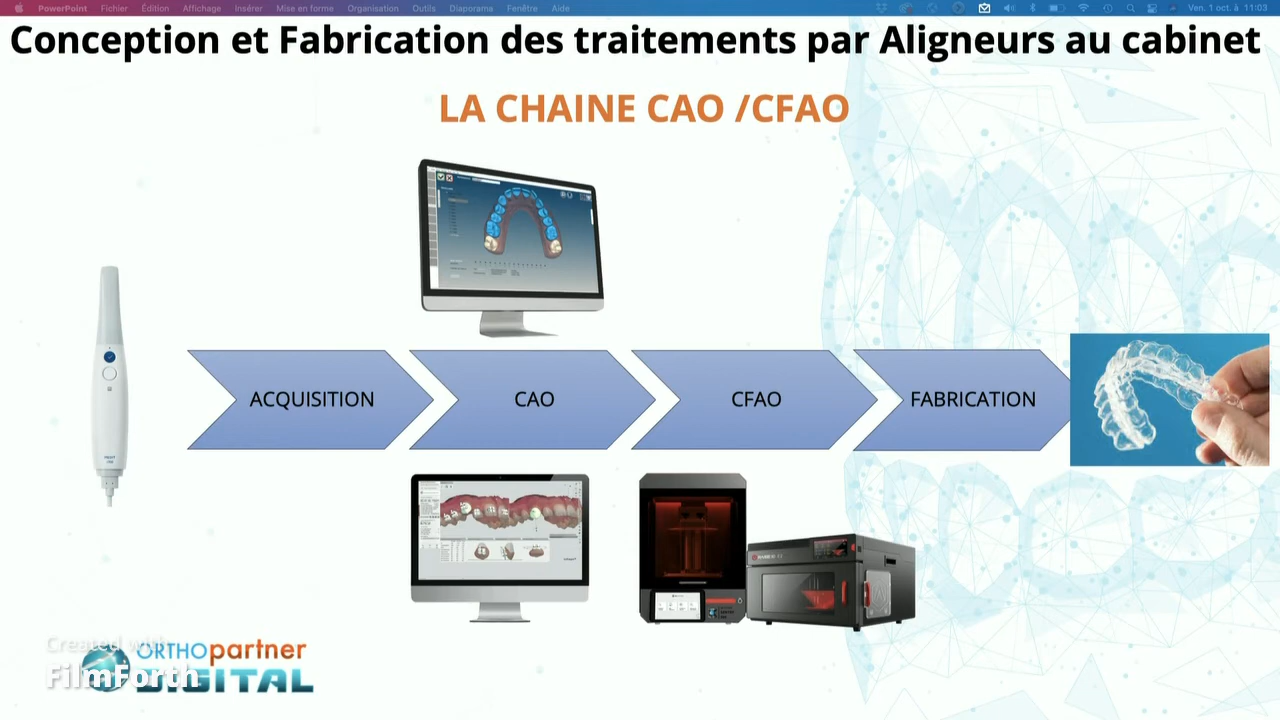 PowerPoint Fichier Édition Affichage Insérer Mise en forme Organisation Outils Diaporama Fenêtre Aide Ven. 1 oct. à 11:03
Conception et Fabrication des traitements par Aligneurs au cabinet
LA CHAINE CAO /CFAO
ACQUISITION
CAO
CFAO
FABRICATION
Created with
FilmForth
ORTHOpartner
DIGITAL